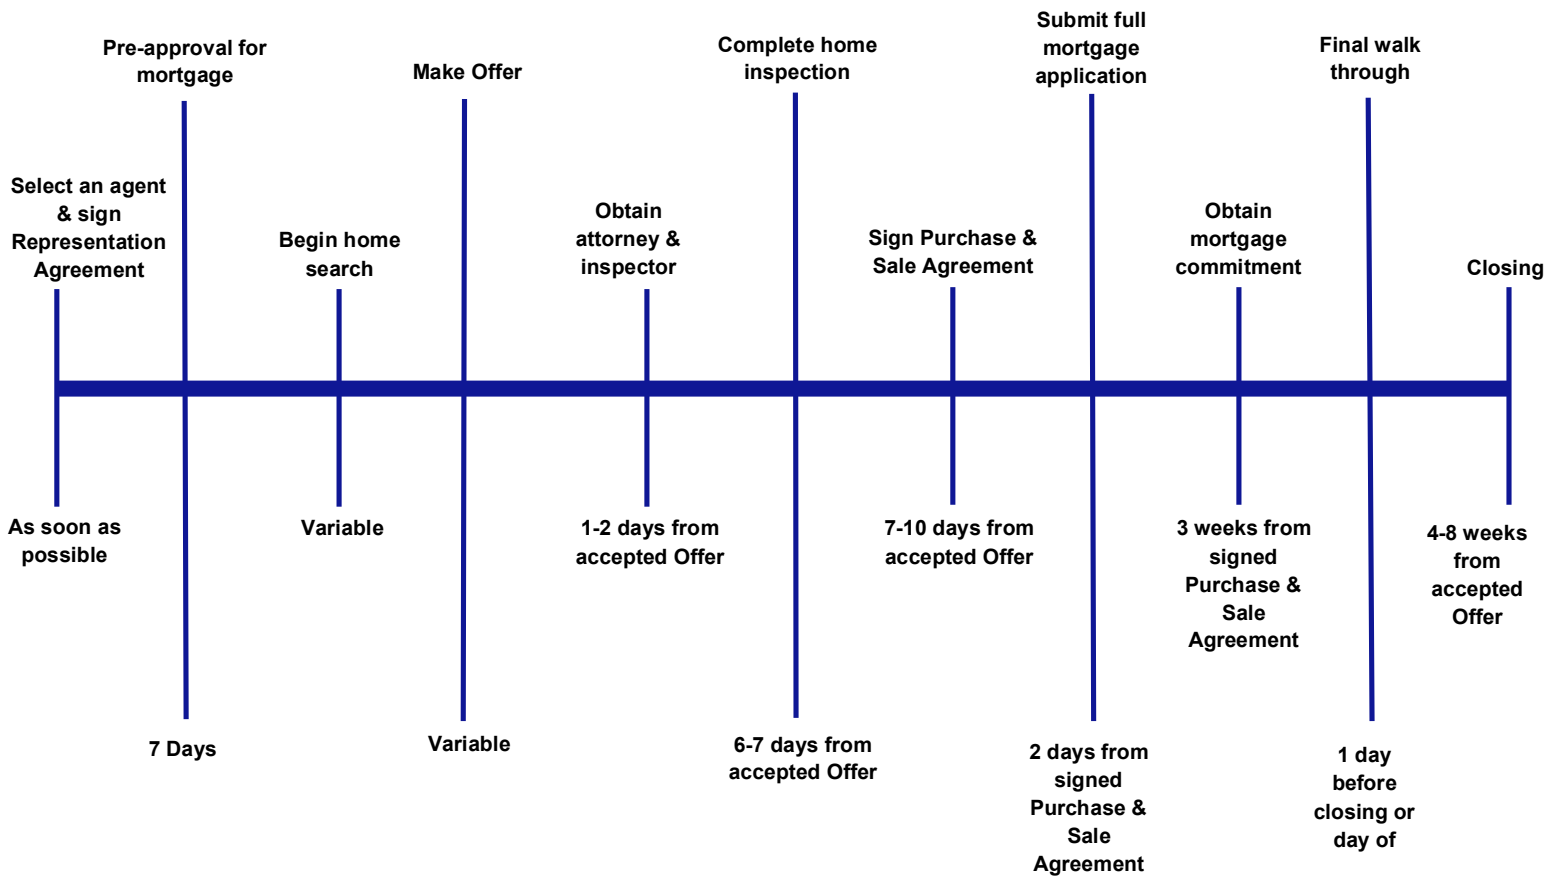 Pre-approval for
mortgage
Make Offer
Complete home
inspection
Submit full
mortgage
application
Final walk
through
Select an agent
& sign
Representation
Agreement
Begin home
search
Obtain
attorney &
inspector
Sign Purchase &
Sale Agreement
Obtain
mortgage
commitment
Closing
As soon as
possible
Variable
1-2 days from
accepted Offer
7-10 days from
accepted Offer
3 weeks from
signed
Purchase &
Sale
Agreement
4-8 weeks
from
accepted
Offer
7 Days
Variable
6-7 days from
accepted Offer
2 days from
signed
Purchase &
Sale
Agreement
1 day
before
closing or
day of